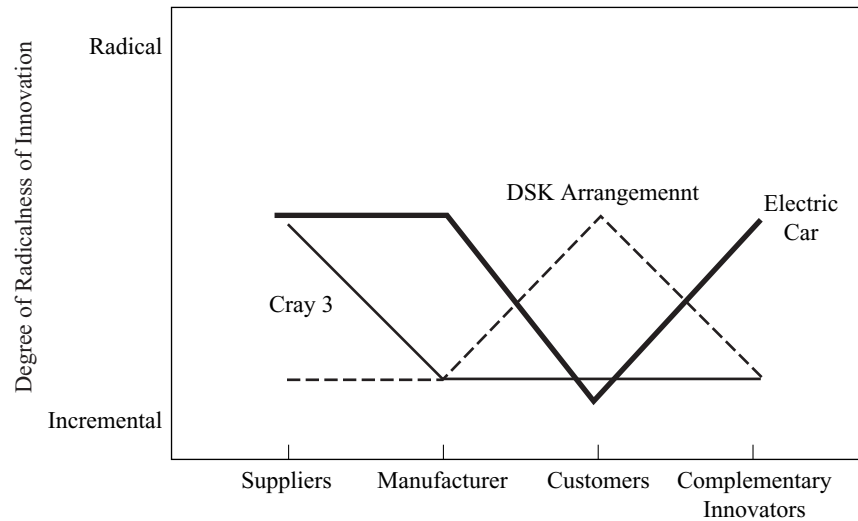 Degree of Radicalness of Innovation
Radical
DSK Arrangemennt
Electric
Car
Cray 3
Incremental
Suppliers
Manufacturer
Customers
Complementary
Innovators